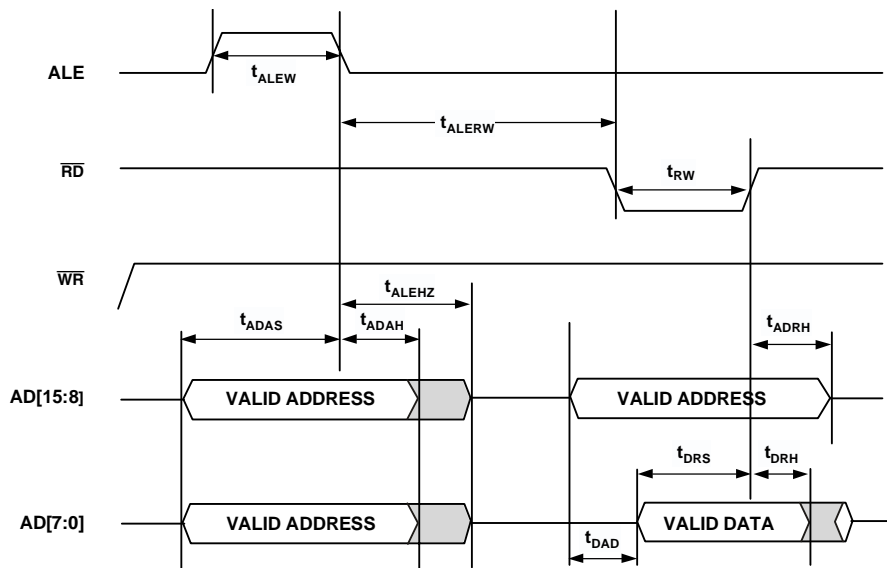 ALE
tALEW
tALERW
RD
tRW
WR
tALEHZ
tADAS
tADAH
tADRH
AD[15:8]
VALID ADDRESS
VALID ADDRESS
tDRS
tDRH
AD[7:0]
VALID ADDRESS
VALID DATA
tDAD